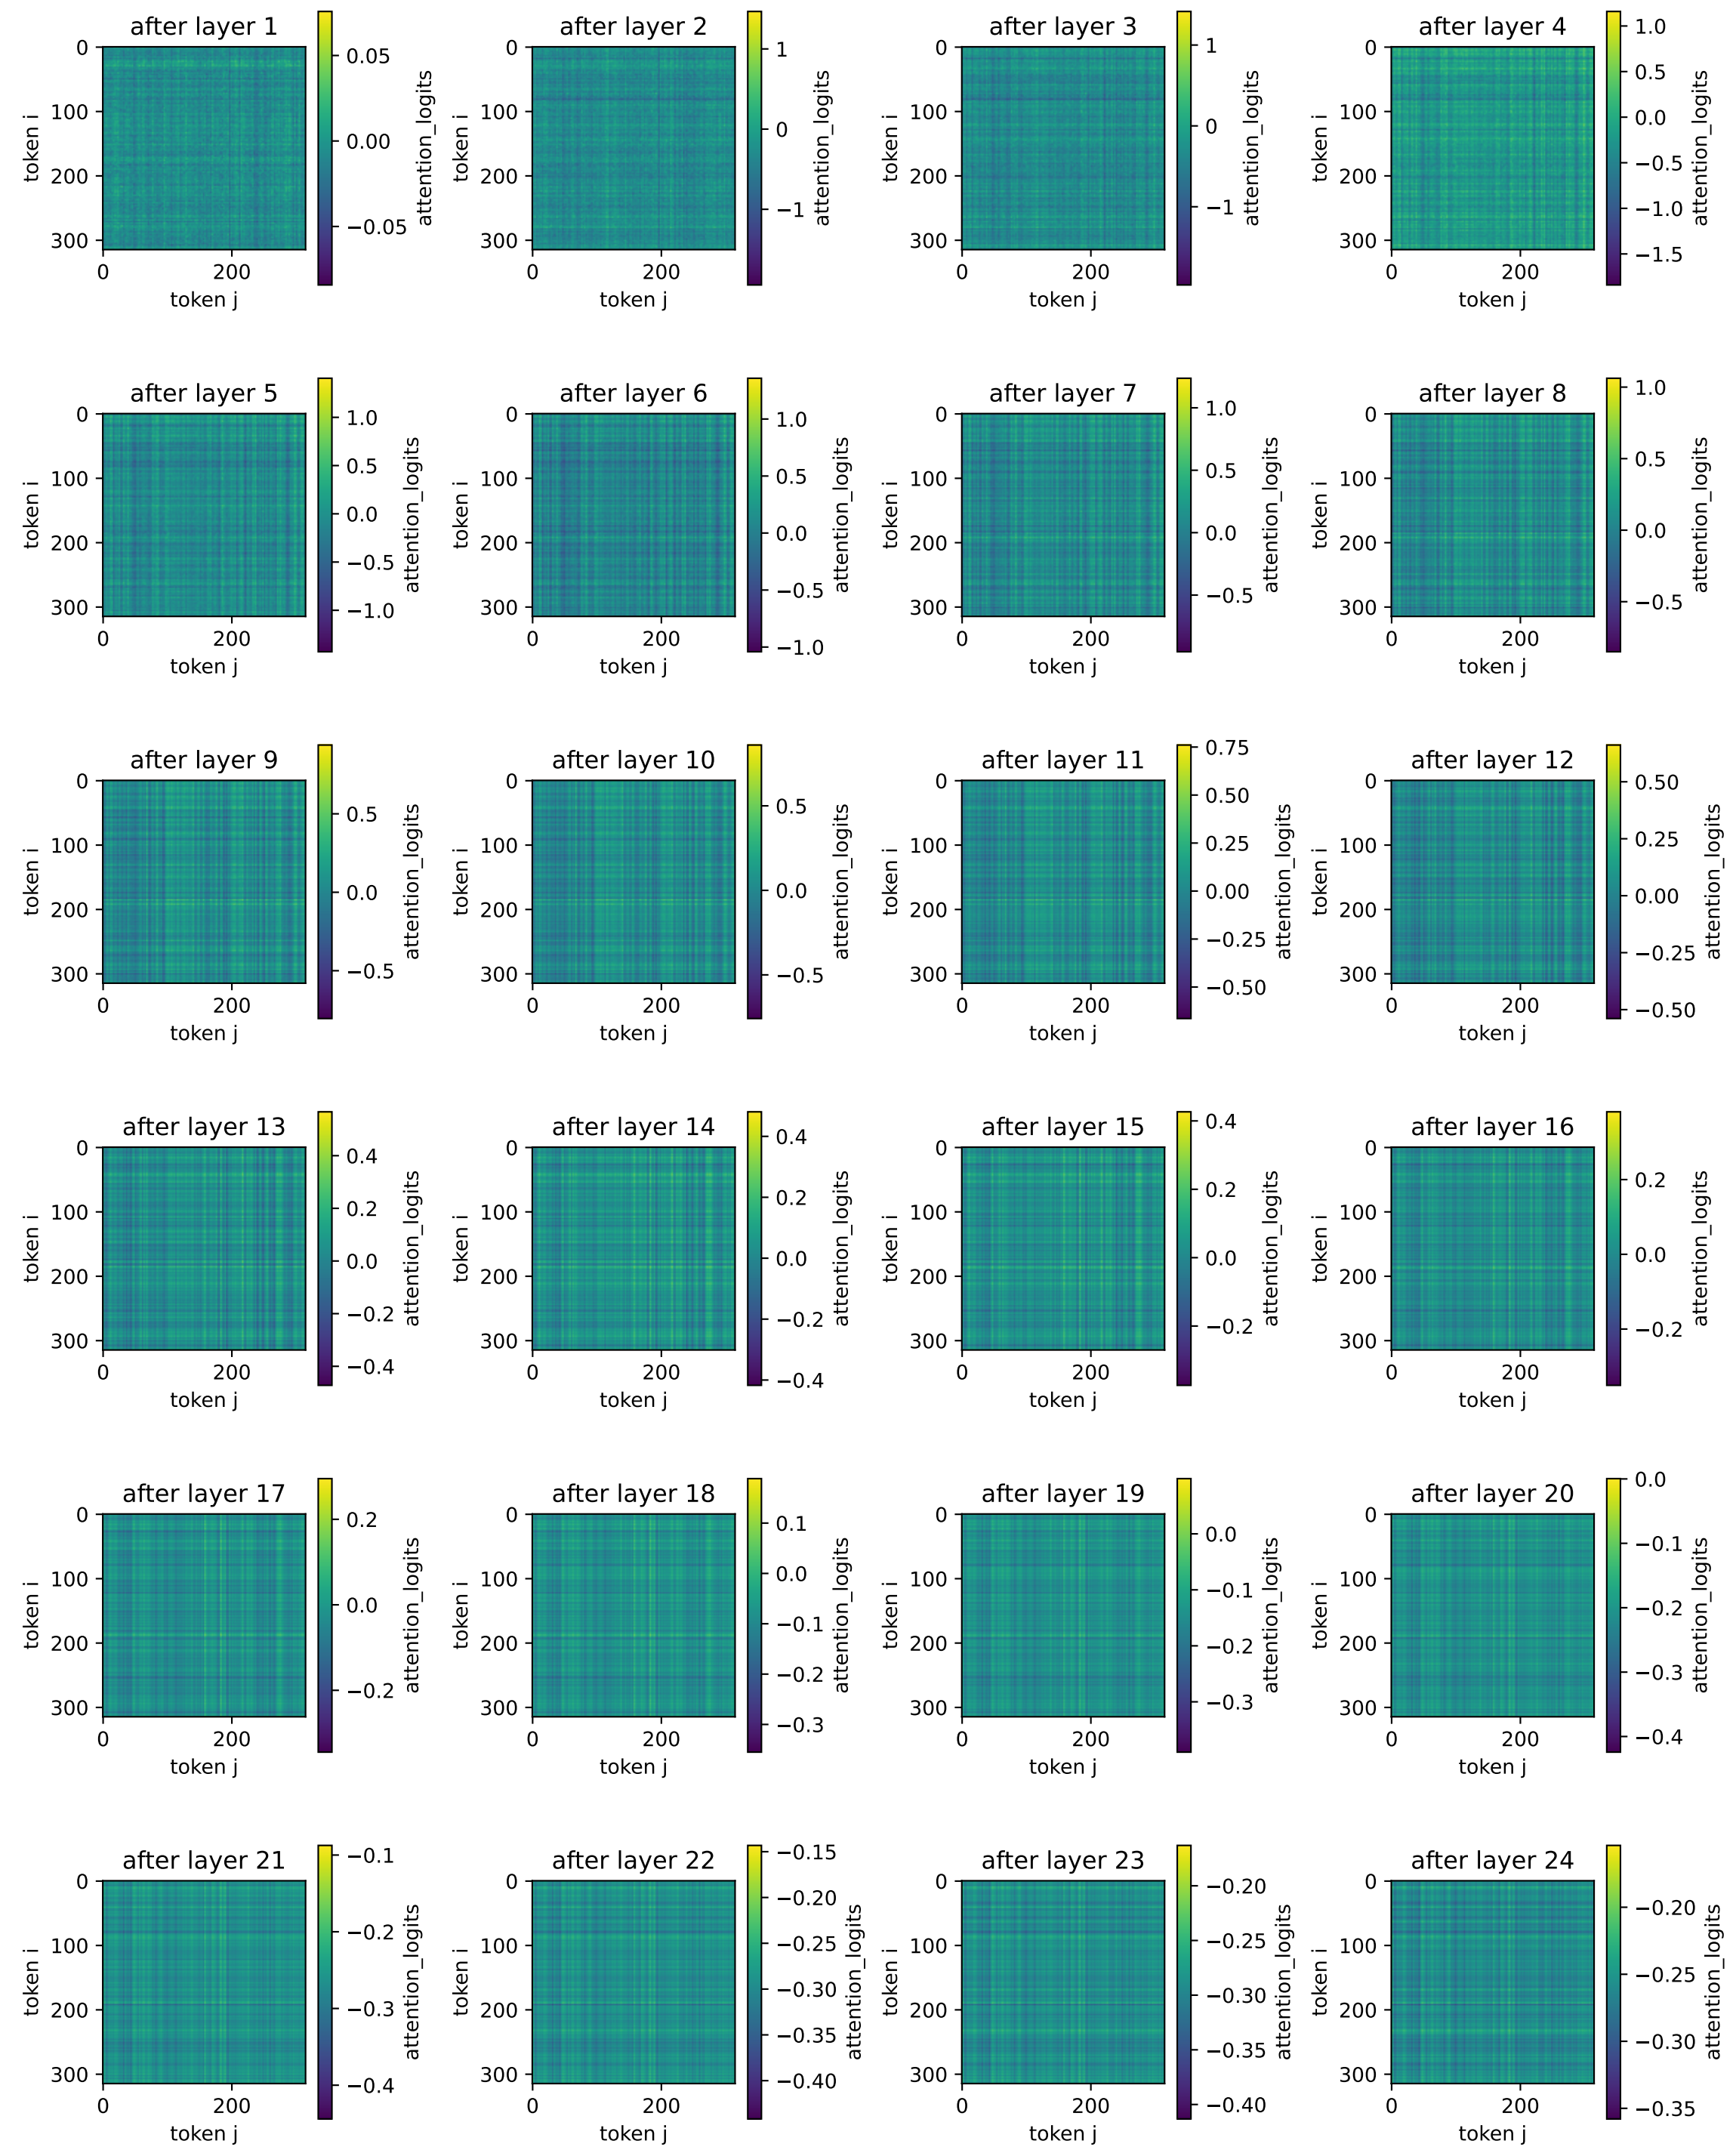 after layer 1
0
100
200
300
token i
0
200
token j
0.05
0.00
−0.05
attention_logits
after layer 2
0
100
200
300
token i
0
200
token j
1
0
−1
attention_logits
after layer 3
0
100
200
300
token i
0
200
token j
1
0
−1
attention_logits
after layer 4
0
100
200
300
token i
0
200
token j
1.0
0.5
0.0
−0.5
−1.0
−1.5
attention_logits
after layer 5
0
100
200
300
token i
0
200
token j
1.0
0.5
0.0
−0.5
−1.0
attention_logits
after layer 6
0
100
200
300
token i
0
200
token j
1.0
0.5
0.0
−0.5
−1.0
attention_logits
after layer 7
0
100
200
300
token i
0
200
token j
1.0
0.5
0.0
−0.5
attention_logits
after layer 8
0
100
200
300
token i
0
200
token j
1.0
0.5
0.0
−0.5
attention_logits
after layer 9
0
100
200
300
token i
0
200
token j
0.5
0.0
−0.5
attention_logits
after layer 10
0
100
200
300
token i
0
200
token j
0.5
0.0
−0.5
attention_logits
after layer 11
0
100
200
300
token i
0
200
token j
0.75
0.50
0.25
0.00
−0.25
−0.50
attention_logits
after layer 12
0
100
200
300
token i
0
200
token j
0.50
0.25
0.00
−0.25
−0.50
attention_logits
after layer 13
0
100
200
300
token i
0
200
token j
0.4
0.2
0.0
−0.2
−0.4
attention_logits
after layer 14
0
100
200
300
token i
0
200
token j
0.4
0.2
0.0
−0.2
−0.4
attention_logits
after layer 15
0
100
200
300
token i
0
200
token j
0.4
0.2
0.0
−0.2
attention_logits
after layer 16
0
100
200
300
token i
0
200
token j
0.2
0.0
−0.2
attention_logits
after layer 17
0
100
200
300
token i
0
200
token j
0.2
0.0
−0.2
attention_logits
after layer 18
0
100
200
300
token i
0
200
token j
0.1
0.0
−0.1
−0.2
−0.3
attention_logits
after layer 19
0
100
200
300
token i
0
200
token j
0.0
−0.1
−0.2
−0.3
attention_logits
after layer 20
0
100
200
300
token i
0
200
token j
0.0
−0.1
−0.2
−0.3
−0.4
attention_logits
after layer 21
0
100
200
300
token i
0
200
token j
−0.1
−0.2
−0.3
−0.4
attention_logits
after layer 22
0
100
200
300
token i
0
200
token j
−0.15
−0.20
−0.25
−0.30
−0.35
−0.40
attention_logits
after layer 23
0
100
200
300
token i
0
200
token j
−0.20
−0.25
−0.30
−0.35
−0.40
attention_logits
after layer 24
0
100
200
300
token i
0
200
token j
−0.20
−0.25
−0.30
−0.35
attention_logits